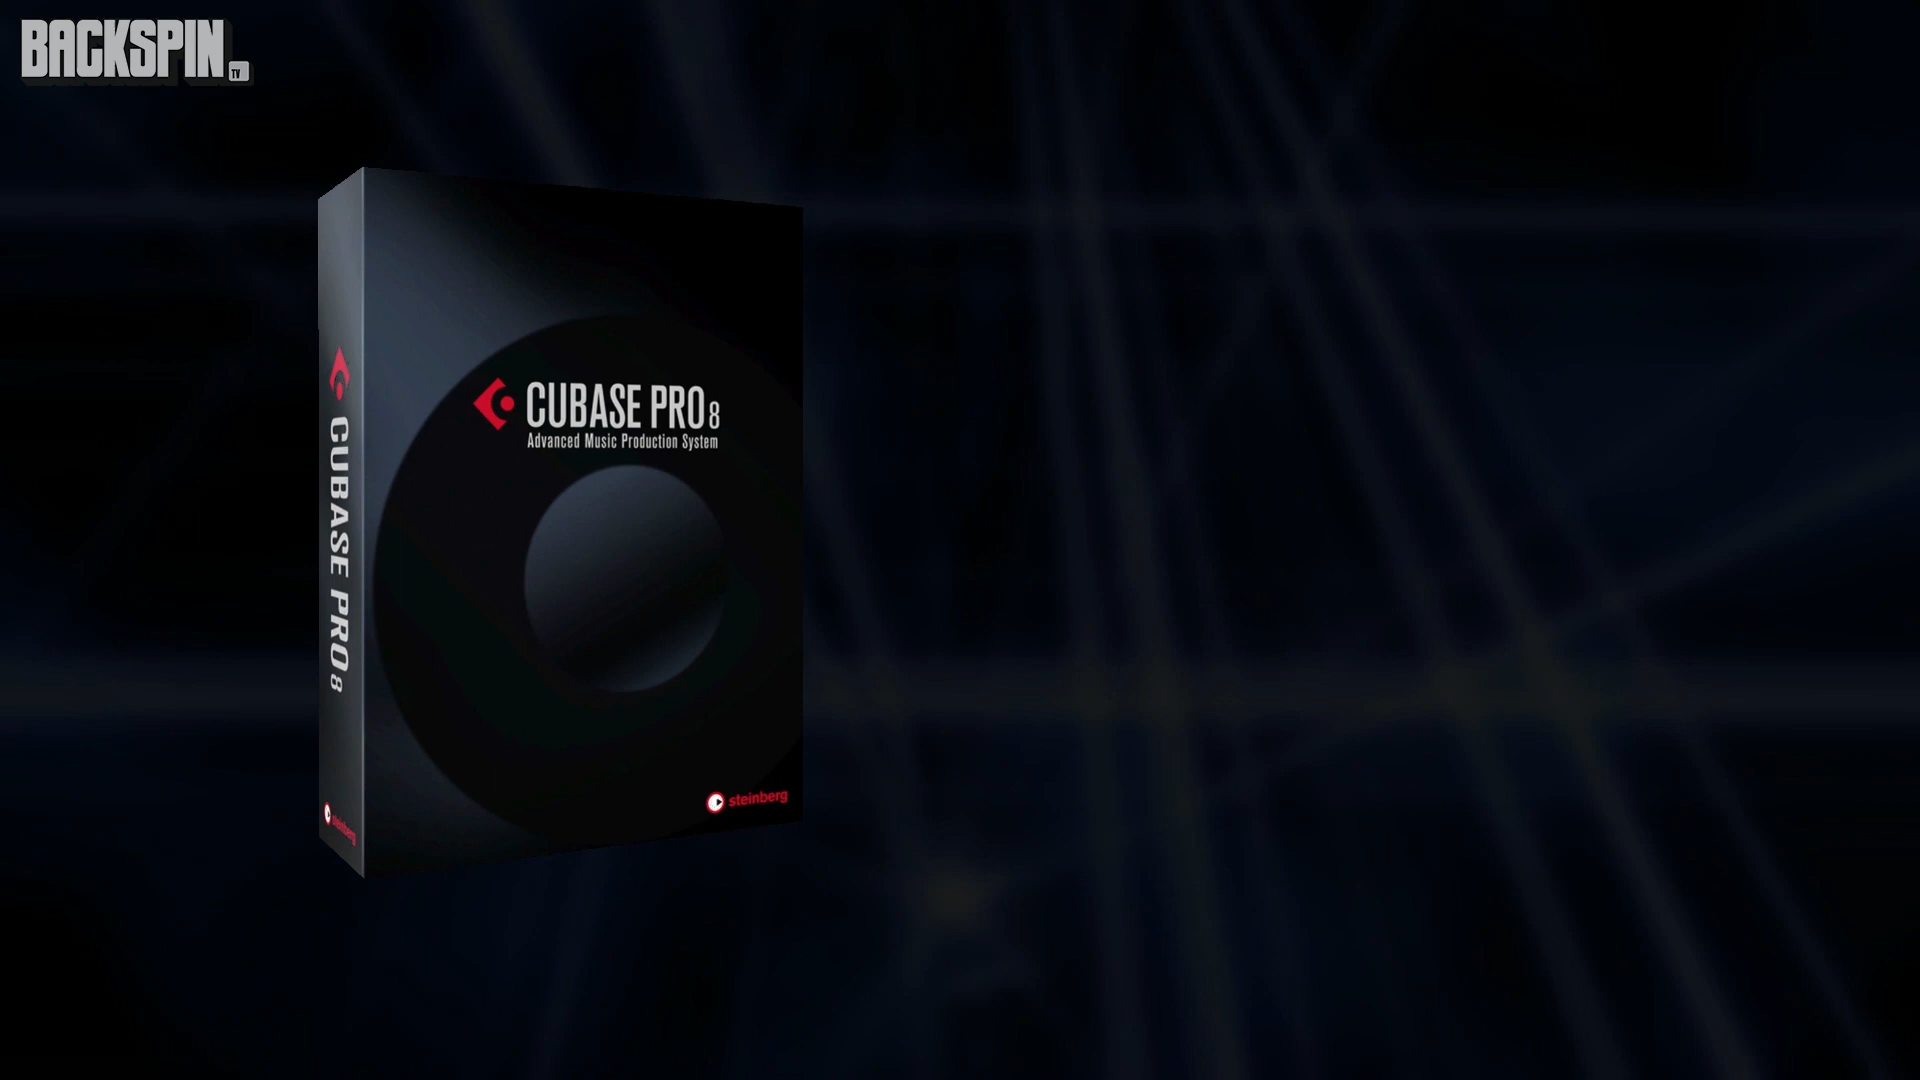 BACKSPIN
TV
CUBASE PRO 8
Advanced Music Production System
CUBASE PRO 8
steinberg
steinberg